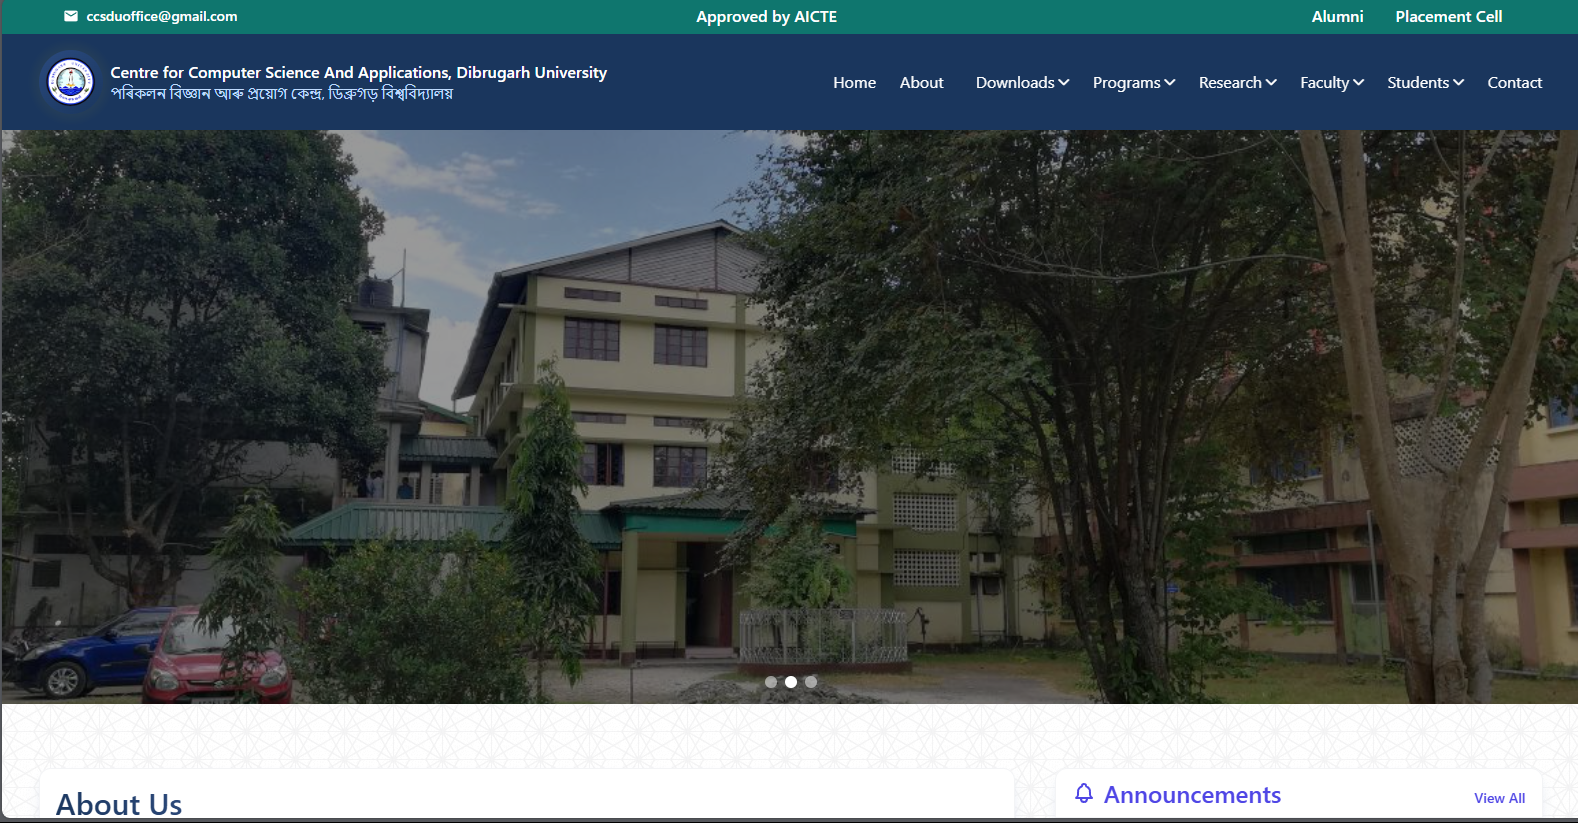 ccsduoffice@gmail.com
Approved by AICTE
Alumni Placement Cell
Centre for Computer Science And Applications, Dibrugarh University
পৰিকলন বিজ্ঞান আৰু প্ৰয়োগ কেন্দ্ৰ, ডিব্ৰুগড় বিশ্ববিদ্যালয়
Home About Downloads Programs Research Faculty Students Contact
About Us
Announcements
View All